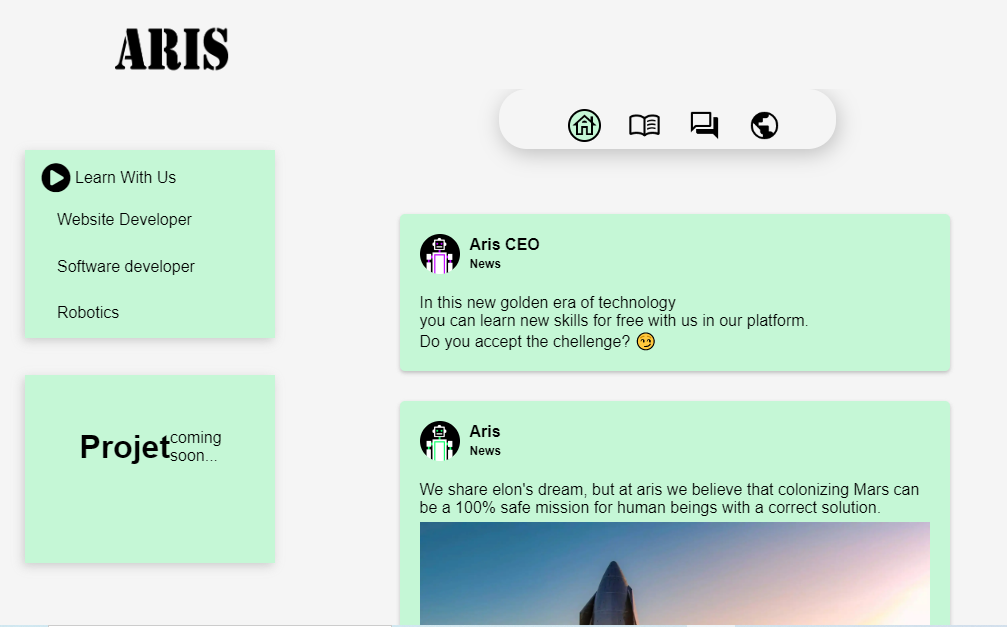 ARIS
Learn With Us
Website Developer
Software developer
Robotics
Projet
coming
soon...
Aris CEO
News
In this new golden era of technology
you can learn new skills for free with us in our platform.
Do you accept the chellenge? 😏
Aris
News
We share elon's dream, but at aris we believe that colonizing Mars can
be a 100% safe mission for human beings with a correct solution.